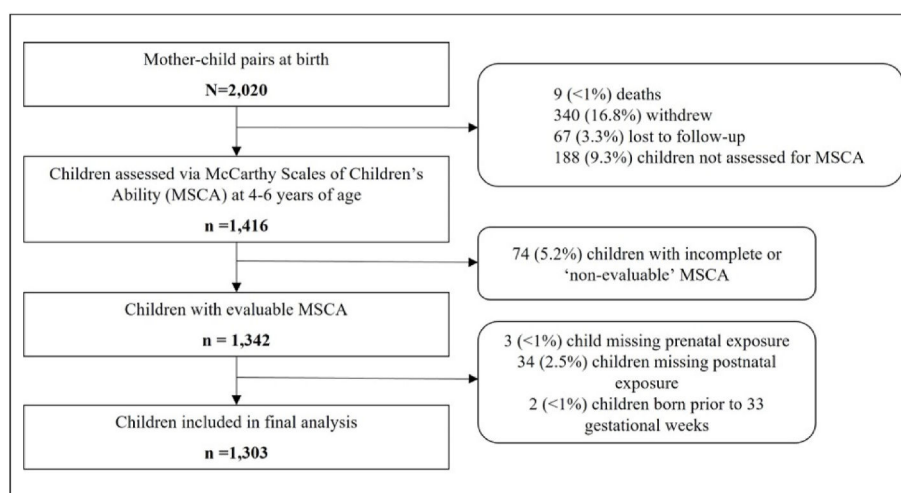 Mother-child pairs at birth
N=2,020
9 (<1%) deaths
340 (16.8%) withdrew
67 (3.3%) lost to follow-up
188 (9.3%) children not assessed for MSCA
Children assessed via McCarthy Scales of Children's
Ability (MSCA) at 4-6 years of age
n =1,416
74 (5.2%) children with incomplete or
‘non-evaluable’ MSCA
Children with evaluable MSCA
n = 1,342
3 (<1%) child missing prenatal exposure
34 (2.5%) children missing postnatal
exposure
2 (<1%) children born prior to 33
gestational weeks
Children included in final analysis
n =1,303